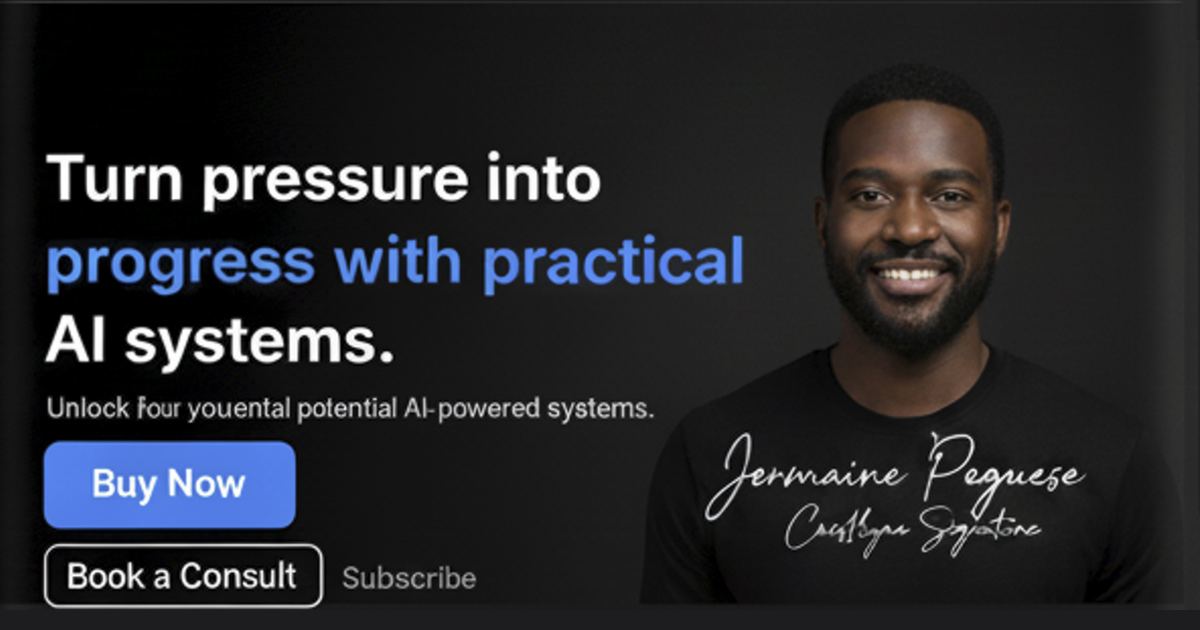 Turn pressure into
progress with practical
AI systems.
Unlock four youental potential AI-powered systems.
Buy Now
Book a Consult
Subscribe
Jermaine Peguese